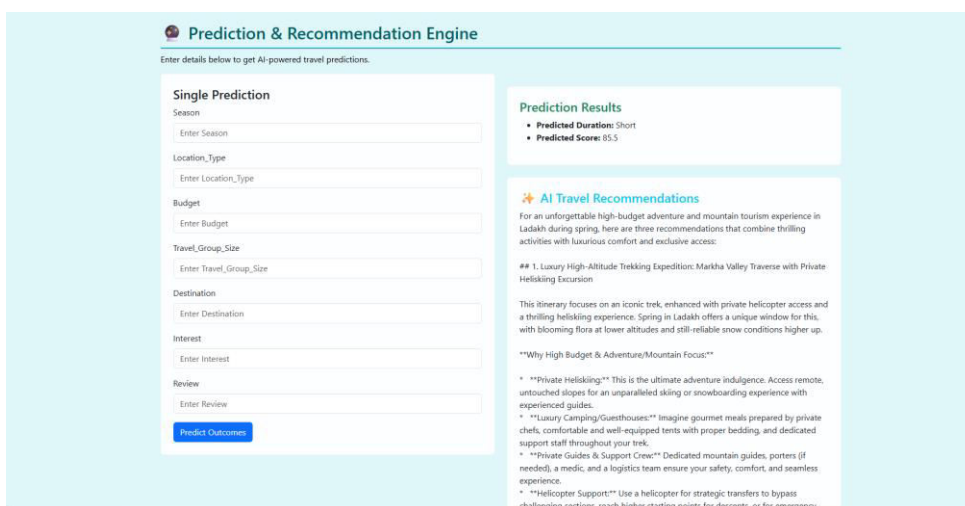 Prediction & Recommendation Engine
Enter details below to get AI-powered travel predictions.
Single Prediction
Season
Enter Season
Location_Type
Enter Location_Type
Budget
Enter Budget
Travel_Group_Size
Enter Travel_Group_Size
Destination
Enter Destination
Interest
Enter Interest
Review
Enter Review
Predict Outcomes
Prediction Results
• Predicted Duration: Short
• Predicted Score: 85.5
AI Travel Recommendations
For an unforgettable high-budget adventure and mountain tourism experience in
Ladakh during spring, here are three recommendations that combine thrilling
activities with luxurious comfort and exclusive access:
## 1. Luxury High-Altitude Trekking Expedition: Markha Valley Traverse with Private
Heliskiing Excursion
This itinerary focuses on an iconic trek, enhanced with private helicopter access and
a thrilling heliskiing experience. Spring in Ladakh offers a unique window for this,
with blooming flora at lower altitudes and still-reliable snow conditions higher up.
**Why High Budget & Adventure/Mountain Focus:**
* **Private Heliskiing:** This is the ultimate adventure indulgence. Access remote,
untouched slopes for an unparalleled skiing or snowboarding experience with
experienced guides.
* **Luxury Camping/Guesthouses:** Imagine gourmet meals prepared by private
chefs, comfortable and well-equipped tents with proper bedding, and dedicated
support staff throughout your trek.
* **Private Guides & Support Crew:** Dedicated mountain guides, porters (if
needed), a medic, and a logistics team ensure your safety, comfort, and seamless
experience.
* **Helicopter Support:** Use a helicopter for strategic transfers to bypass
challenging sections, reach higher starting points for descents, or for emergency